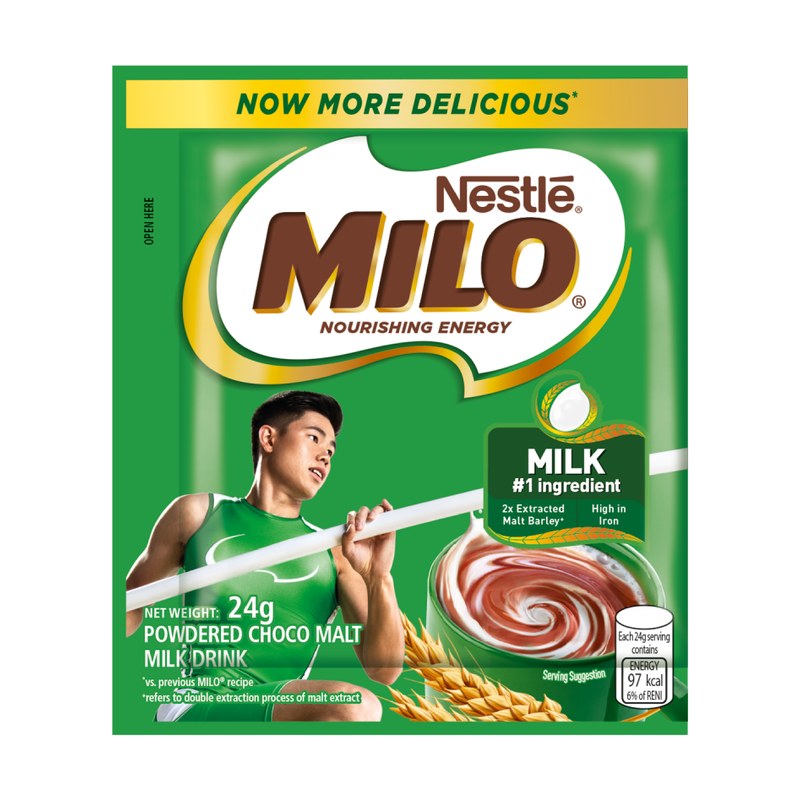 NOW MORE DELICIOUS*
OPEN HERE
Nestlé®
MILO®
NOURISHING ENERGY
MILK
#1 ingredient
2x Extracted
Malt Barley⁺
High in
Iron
NET WEIGHT: 24g
POWDERED CHOCO MALT
MILK DRINK
*vs. previous MILO® recipe
⁺refers to double extraction process of malt extract
Serving Suggestion
Each 24g serving
contains
ENERGY
97 kcal
6% of RENI